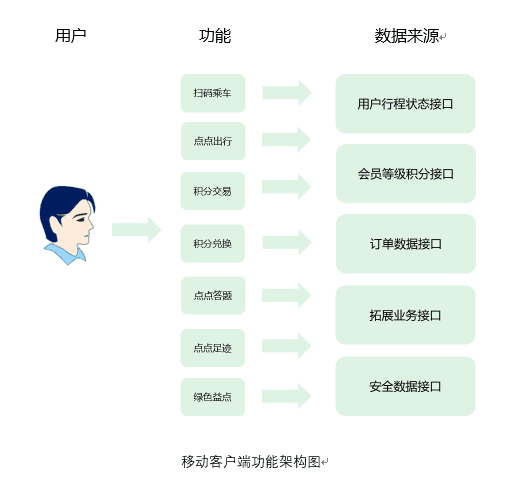 用户 功能 数据来源
扫码乘车
点点出行
积分交易
积分兑换
点点答题
点点足迹
绿色益点
用户行程状态接口
会员等级积分接口
订单数据接口
拓展业务接口
安全数据接口
移动客户端功能架构图